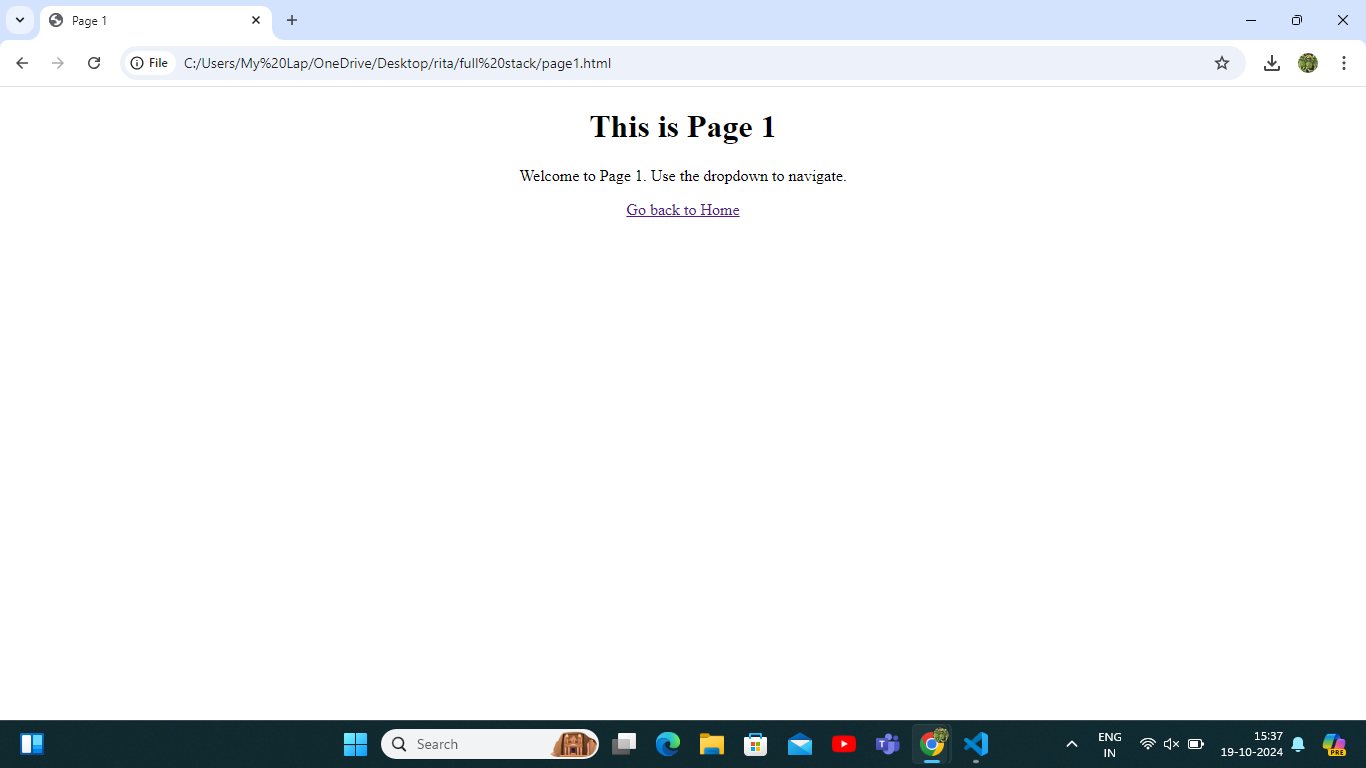 Page 1
File
C:/Users/My%20Lap/OneDrive/Desktop/rita/full%20stack/page1.html
This is Page 1
Welcome to Page 1. Use the dropdown to navigate.
Go back to Home
Search
ENG
IN
15:37
19-10-2024
PRE